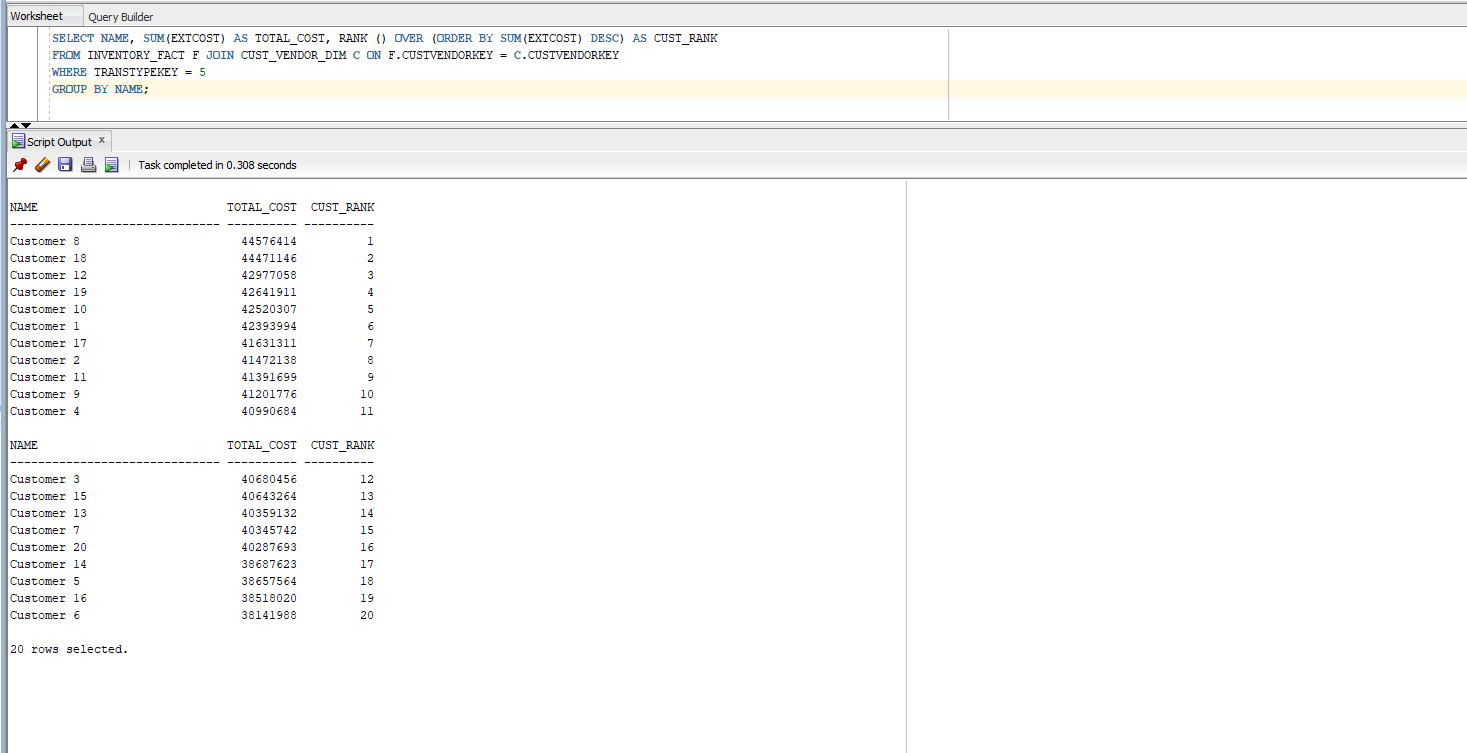 Worksheet Query Builder
SELECT NAME, SUM(EXTCOST) AS TOTAL_COST, RANK () OVER (ORDER BY SUM(EXTCOST) DESC) AS CUST_RANK
FROM INVENTORY_FACT F JOIN CUST_VENDOR_DIM C ON F.CUSTVENDORKEY = C.CUSTVENDORKEY
WHERE TRANSTYPEKEY = 5
GROUP BY NAME;
Script Output x
Task completed in 0.308 seconds
NAME TOTAL_COST CUST_RANK
------------------------------ ---------- ----------
Customer 8 44576414 1
Customer 18 44471146 2
Customer 12 42977058 3
Customer 19 42641911 4
Customer 10 42520307 5
Customer 1 42393994 6
Customer 17 41631311 7
Customer 2 41472138 8
Customer 11 41391699 9
Customer 9 41201776 10
Customer 4 40990684 11
NAME TOTAL_COST CUST_RANK
------------------------------ ---------- ----------
Customer 3 40680456 12
Customer 15 40643264 13
Customer 13 40359132 14
Customer 7 40345742 15
Customer 20 40287693 16
Customer 14 38687623 17
Customer 5 38657564 18
Customer 16 38518020 19
Customer 6 38141988 20
20 rows selected.